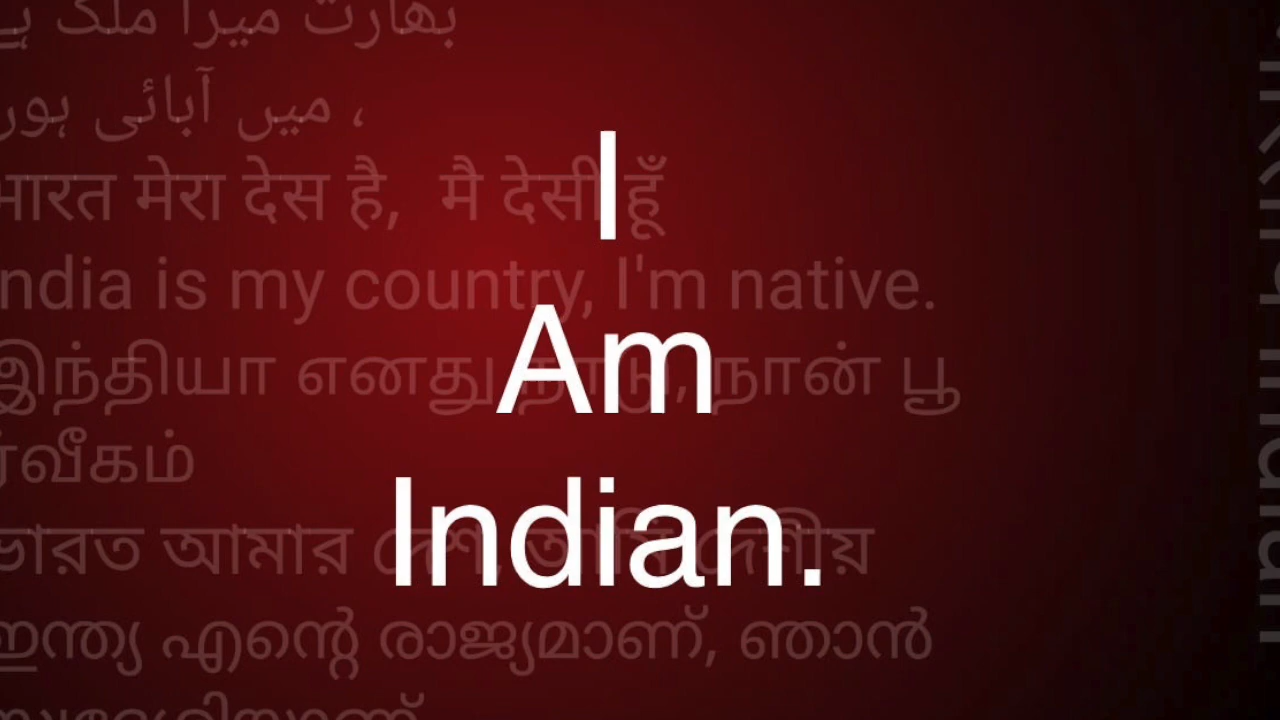 بھارت میرا ملک ہے
، میں آبائی ہوں
भारत मेरा देस है, मै देसी हूँ
India is my country, I'm native.
இந்தியா எனது நாடு, நான் பூ
ர்வீகம்
ভারত আমার দেশ, আমি দেশীয়
ഇന്ത്യ എന്റെ രാജ്യമാണ്, ഞാൻ
I
Am
Indian.